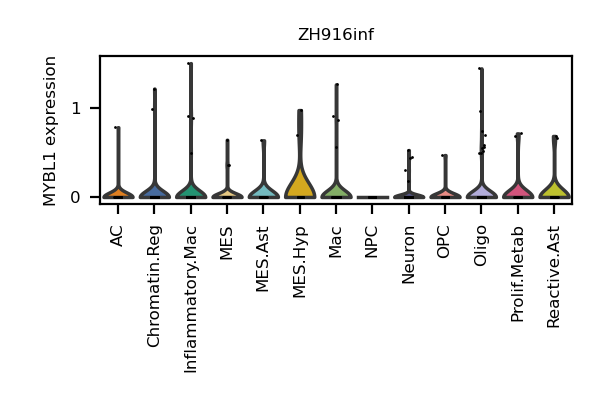 ZH916inf
MYBL1 expression
1
0
AC
Chromatin.Reg
Inflammatory.Mac
MES
MES.Ast
MES.Hyp
Mac
NPC
Neuron
OPC
Oligo
Prolif.Metab
Reactive.Ast